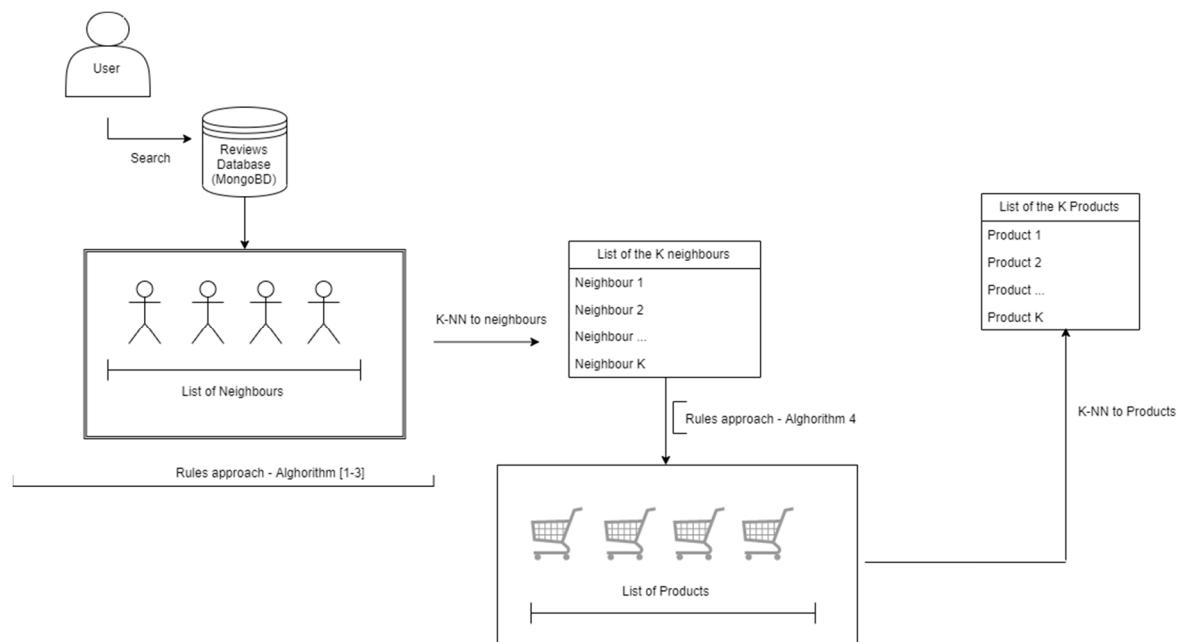 User
Search
Reviews
Database
(MongoBD)
List of Neighbours
Rules approach - Alghorithm [1-3]
K-NN to neighbours
List of the K neighbours
Neighbour 1
Neighbour 2
Neighbour ...
Neighbour K
Rules approach - Alghorithm 4
List of Products
K-NN to Products
List of the K Products
Product 1
Product 2
Product ...
Product K